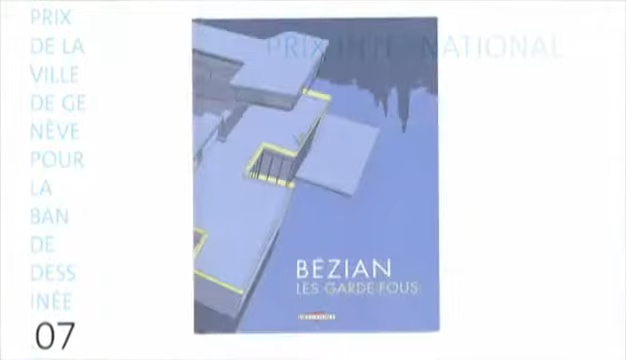 PRIX
DE LA
VILLE
DE GE
NÈVE
POUR
LA
BAN
DE
DESS
INÉE
07
PRIX INTERNATIONAL
BÉZIAN
LES GARDE-FOUS